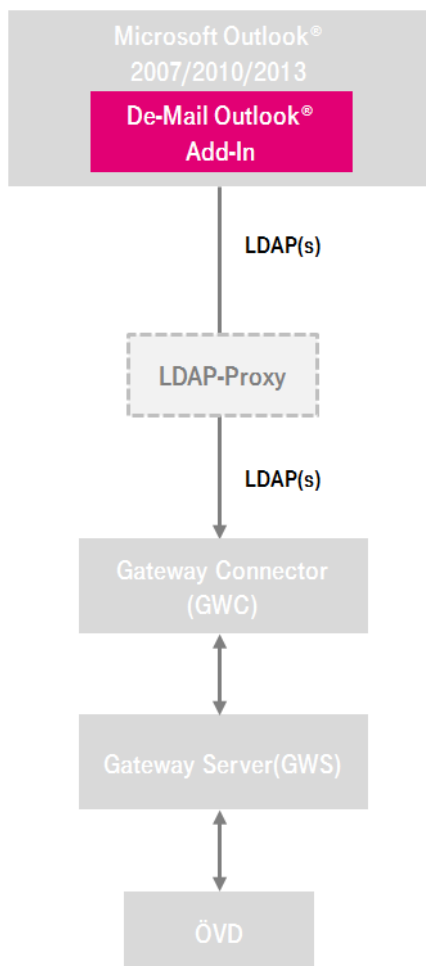 Microsoft Outlook®
2007/2010/2013
De-Mail Outlook®
Add-In
LDAP(s)
LDAP-Proxy
LDAP(s)
Gateway Connector
(GWC)
Gateway Server(GWS)
ÖVD